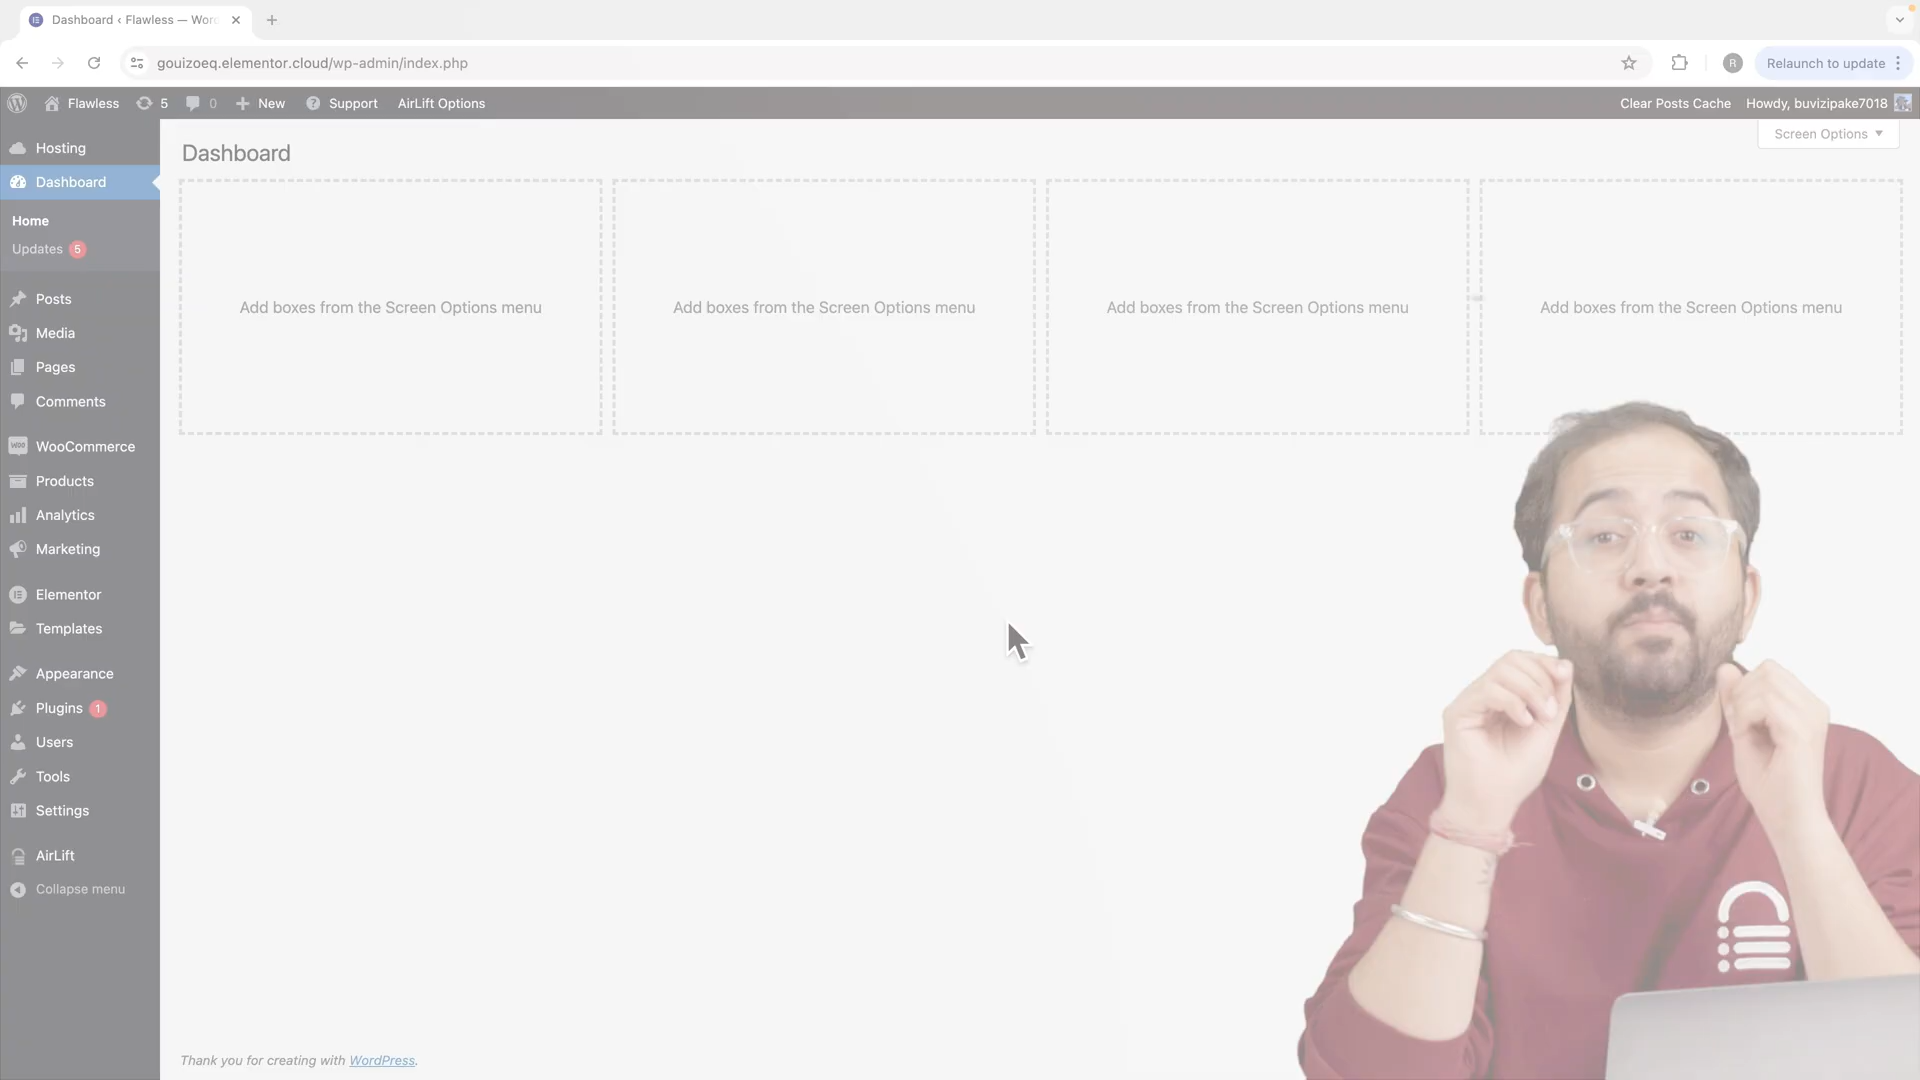 Dashboard ‹ Flawless — Word
gouizoeq.elementor.cloud/wp-admin/index.php
R
Relaunch to update
Flawless
5
0
New
Support
AirLift Options
Clear Posts Cache
Howdy, buvizipake7018
Screen Options
Hosting
Dashboard
Home
Updates 5
Posts
Media
Pages
Comments
WooCommerce
Products
Analytics
Marketing
Elementor
Templates
Appearance
Plugins 1
Users
Tools
Settings
AirLift
Collapse menu
Dashboard
Add boxes from the Screen Options menu
Add boxes from the Screen Options menu
Add boxes from the Screen Options menu
Add boxes from the Screen Options menu
Thank you for creating with WordPress.